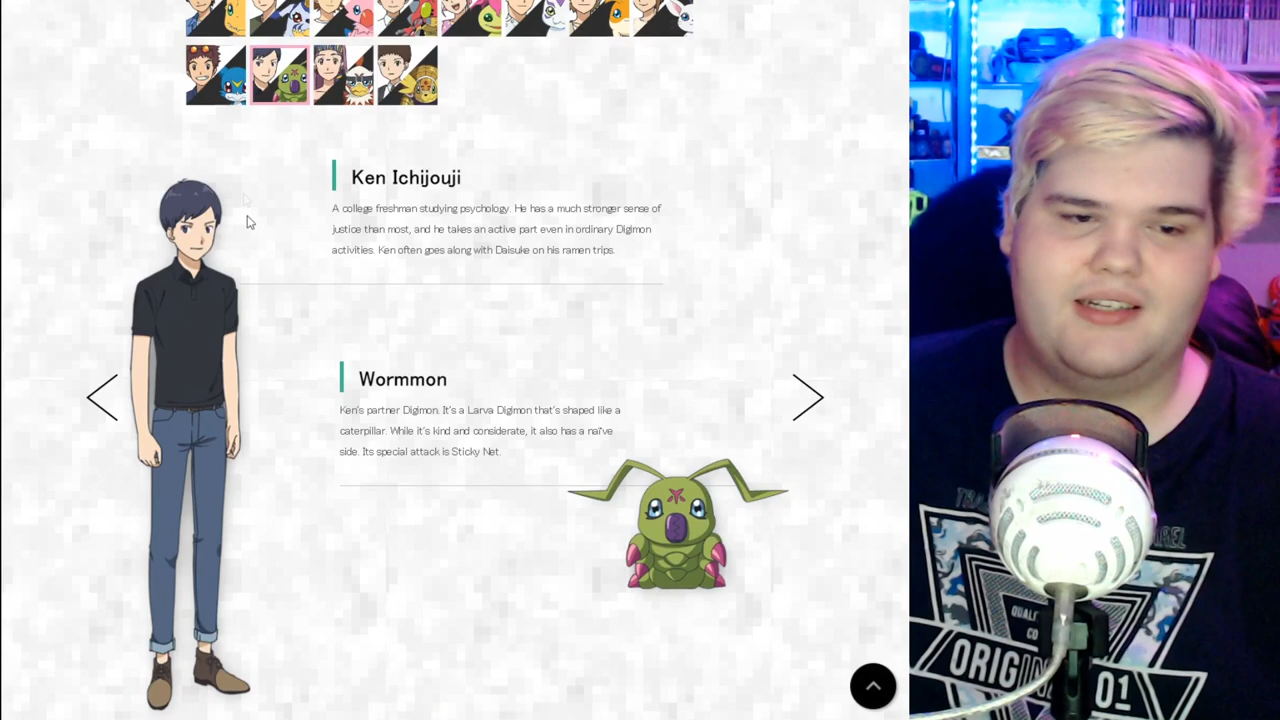 Ken Ichijouji
A college freshman studying psychology. He has a much stronger sense of
justice than most, and he takes an active part even in ordinary Digimon
activities. Ken often goes along with Daisuke on his ramen trips.
Wormmon
Ken's partner Digimon. It's a Larva Digimon that's shaped like a
caterpillar. While it's kind and considerate, it also has a naïve
side. Its special attack is Sticky Net.
01